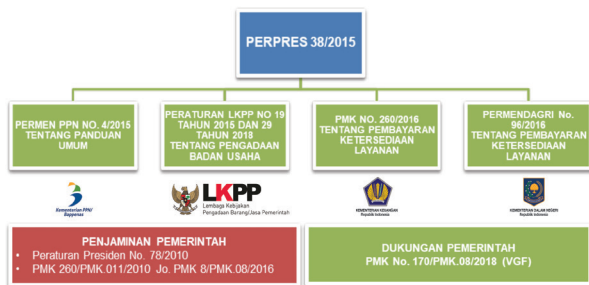 PERPRES 38/2015
PERMEN PPN NO. 4/2015
TENTANG PANDUAN
UMUM
PERATURAN LKPP NO 19
TAHUN 2015 DAN 29
TAHUN 2018
TENTANG PENGADAAN
BADAN USAHA
PMK NO. 260/2016
TENTANG PEMBAYARAN
KETERSEDIAAN
LAYANAN
PERMENDAGRI No.
96/2016
TENTANG PEMBAYARAN
KETERSEDIAAN
LAYANAN
Kementerian PPN/
Bappenas
LKPP
Lembaga Kebijakan
Pengadaan Barang/Jasa Pemerintah
KEMENTERIAN KEUANGAN
Republik Indonesia
KEMENTERIAN DALAM NEGERI
Republik Indonesia
PENJAMINAN PEMERINTAH
• Peraturan Presiden No. 78/2010
• PMK 260/PMK.011/2010 Jo. PMK 8/PMK.08/2016
DUKUNGAN PEMERINTAH
PMK No. 170/PMK.08/2018 (VGF)